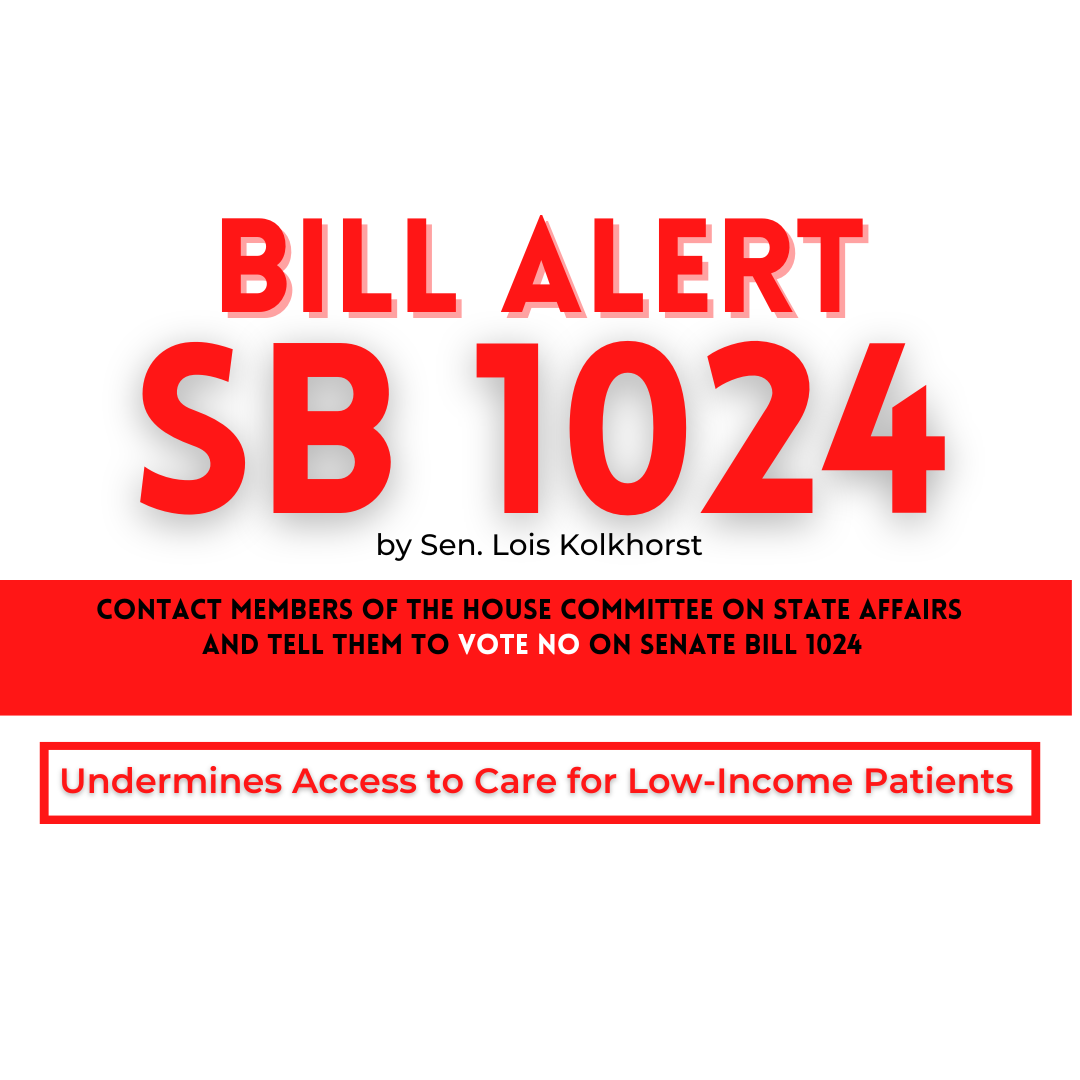 BILL ALERT
SB 1024
by Sen. Lois Kolkhorst
CONTACT MEMBERS OF THE HOUSE COMMITTEE ON STATE AFFAIRS
AND TELL THEM TO VOTE NO ON SENATE BILL 1024
Undermines Access to Care for Low-Income Patients